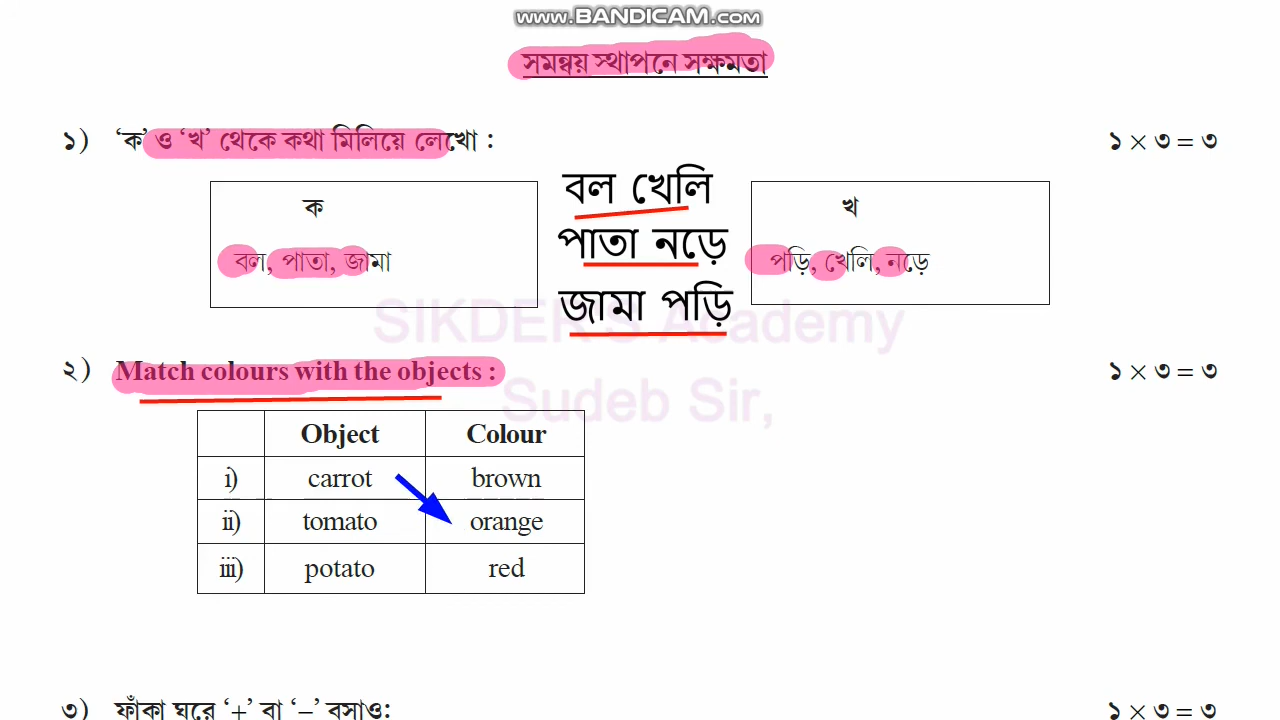 www.BANDICAM.com
সমন্বয় স্থাপনে সক্ষমতা
১) ‘ক’ ও ‘খ’ থেকে কথা মিলিয়ে লেখো : ১ × ৩ = ৩
ক
বল, পাতা, জামা
বল খেলি
পাতা নড়ে
জামা পড়ি
খ
পড়ি, খেলি, নড়ে
SIKDER'S Academy
Sudeb Sir,
২) Match colours with the objects : ১ × ৩ = ৩
Object Colour
i) carrot brown
ii) tomato orange
iii) potato red
৩) ফাঁকা ঘরে ‘+’ বা ‘–’ বসাও: ১ × ৩ = ৩